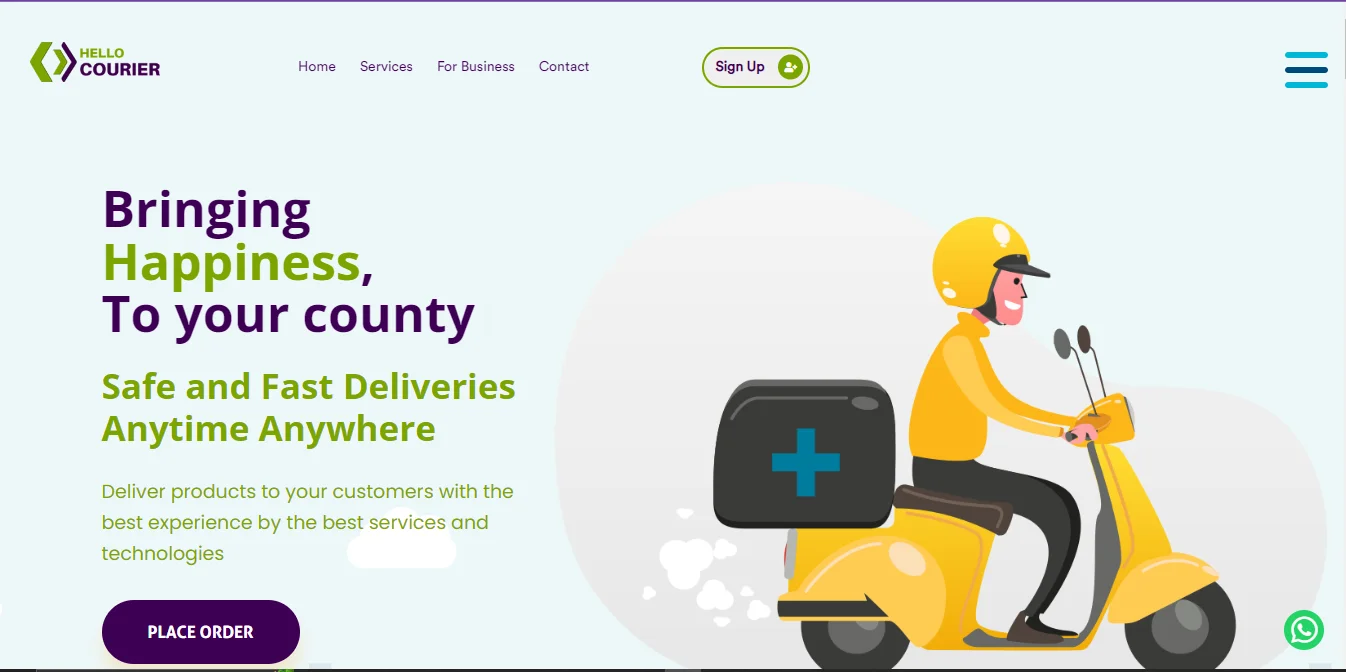 HELLO
COURIER
Home Services For Business Contact
Sign Up
Bringing
Happiness,
To your county
Safe and Fast Deliveries
Anytime Anywhere
Deliver products to your customers with the
best experience by the best services and
technologies
PLACE ORDER